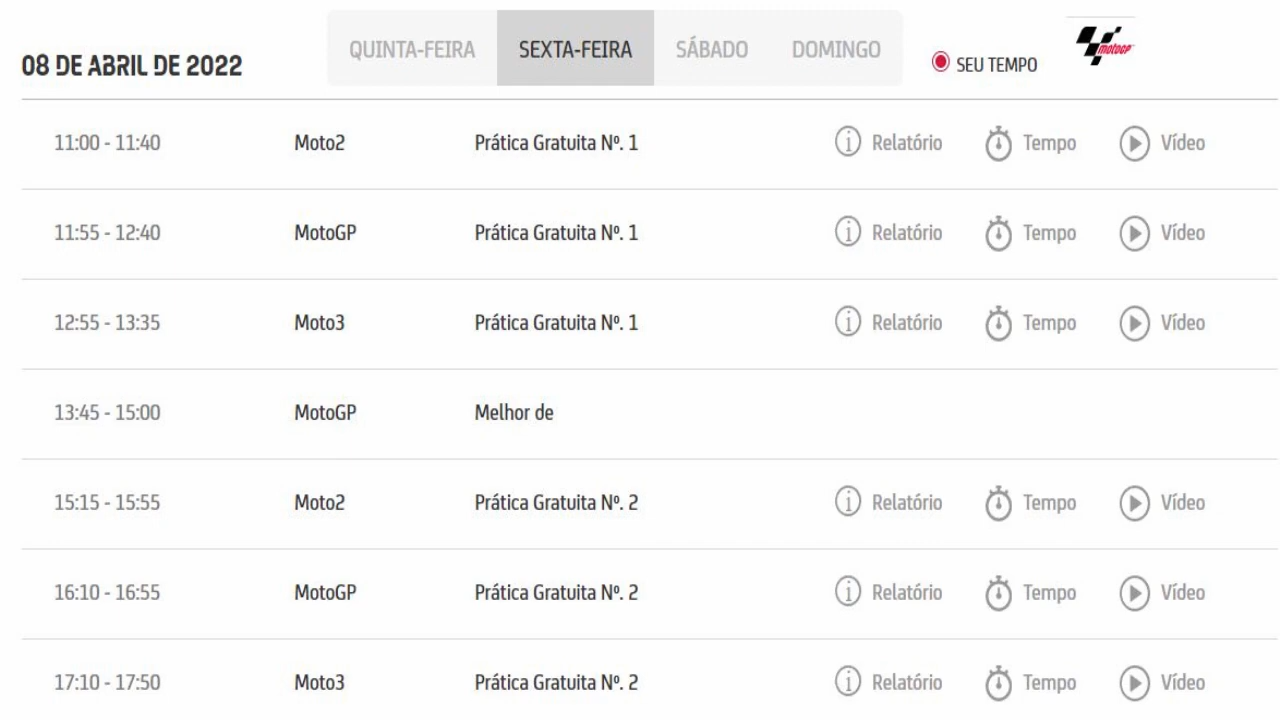 QUINTA-FEIRA SEXTA-FEIRA SÁBADO DOMINGO
08 DE ABRIL DE 2022 SEU TEMPO MotoGP
11:00 - 11:40 Moto2 Prática Gratuita Nº. 1 Relatório Tempo Vídeo
11:55 - 12:40 MotoGP Prática Gratuita Nº. 1 Relatório Tempo Vídeo
12:55 - 13:35 Moto3 Prática Gratuita Nº. 1 Relatório Tempo Vídeo
13:45 - 15:00 MotoGP Melhor de
15:15 - 15:55 Moto2 Prática Gratuita Nº. 2 Relatório Tempo Vídeo
16:10 - 16:55 MotoGP Prática Gratuita Nº. 2 Relatório Tempo Vídeo
17:10 - 17:50 Moto3 Prática Gratuita Nº. 2 Relatório Tempo Vídeo